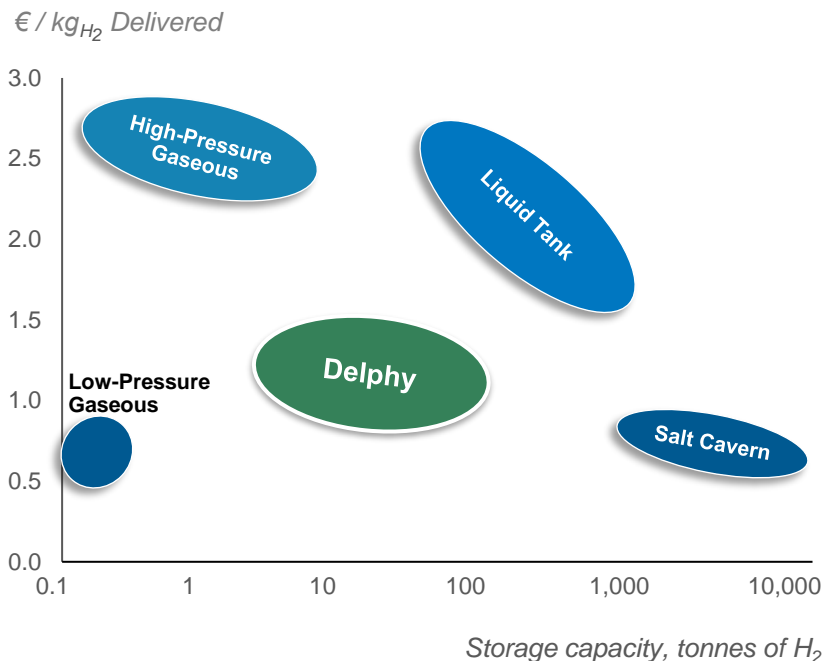 € / kg_H2 Delivered
3.0
High-Pressure
Gaseous
2.5
Liquid Tank
2.0
1.5
Delphy
Low-Pressure
Gaseous
1.0
Salt Cavern
0.5
0.0
0.1 1 10 100 1,000 10,000
Storage capacity, tonnes of H2